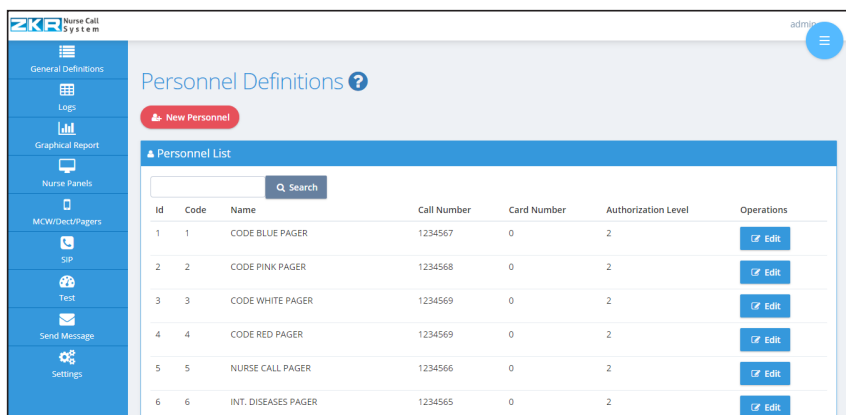 ZKR Nurse Call
System
admin
General Definitions
Logs
Graphical Report
Nurse Panels
MCW/Dect/Pagers
SIP
Test
Send Message
Settings
Personnel Definitions ?
New Personnel
Personnel List
Search
Id Code Name Call Number Card Number Authorization Level Operations
1 1 CODE BLUE PAGER 1234567 0 2 Edit
2 2 CODE PINK PAGER 1234568 0 2 Edit
3 3 CODE WHITE PAGER 1234569 0 2 Edit
4 4 CODE RED PAGER 1234569 0 2 Edit
5 5 NURSE CALL PAGER 1234566 0 2 Edit
6 6 INT. DISEASES PAGER 1234565 0 2 Edit